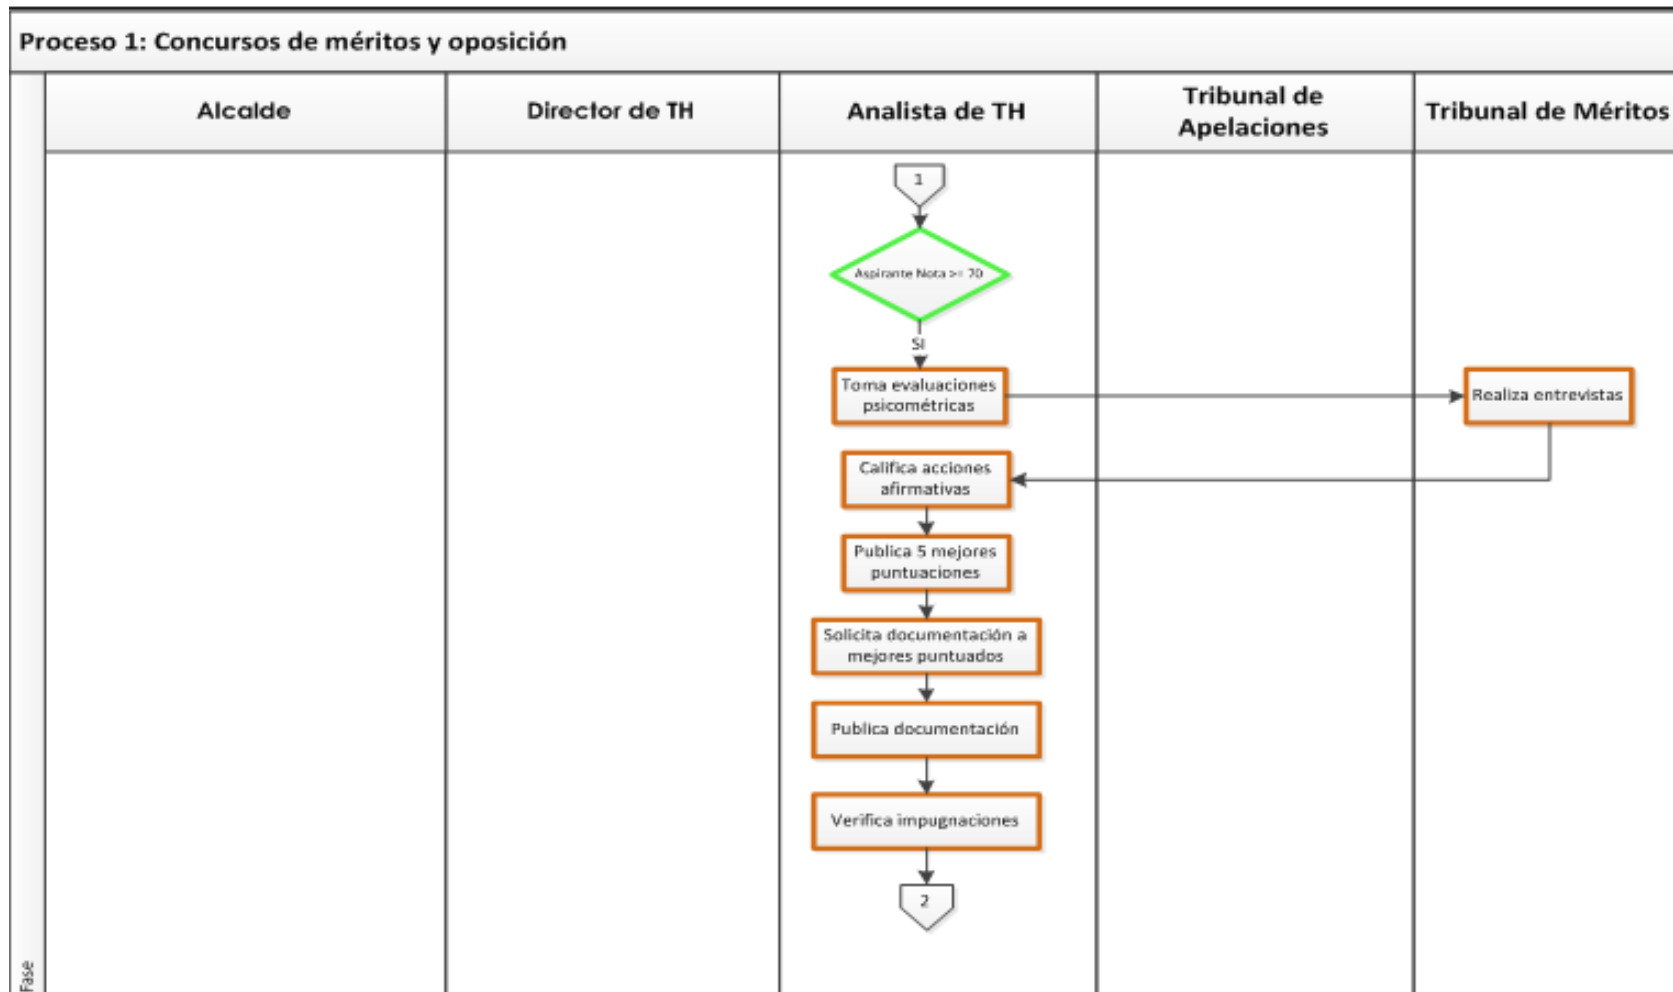 Proceso 1: Concursos de méritos y oposición
Alcalde
Director de TH
Analista de TH
Tribunal de
Apelaciones
Tribunal de Méritos
1
Aspirante Nota >= 70
SI
Toma evaluaciones
psicométricas
Realiza entrevistas
Califica acciones
afirmativas
Publica 5 mejores
puntuaciones
Solicita documentación a
mejores puntuados
Publica documentación
Verifica impugnaciones
2
Fase